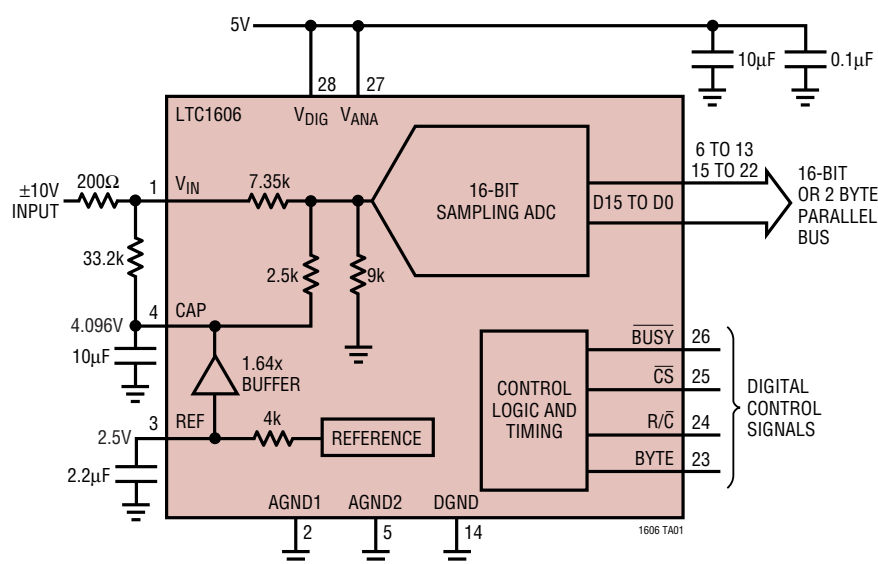 5V
10µF
0.1µF
28
27
LTC1606
V_DIG
V_ANA
6 TO 13
15 TO 22
200Ω
±10V
INPUT
1
V_IN
7.35k
16-BIT
SAMPLING ADC
D15 TO D0
16-BIT
OR 2 BYTE
PARALLEL
BUS
33.2k
2.5k
9k
4
CAP
4.096V
10µF
1.64x
BUFFER
BUSY
26
CS
25
CONTROL
LOGIC AND
TIMING
R/C
24
BYTE
23
DIGITAL
CONTROL
SIGNALS
3
REF
4k
2.5V
REFERENCE
2.2µF
AGND1
AGND2
DGND
2
5
14
1606 TA01